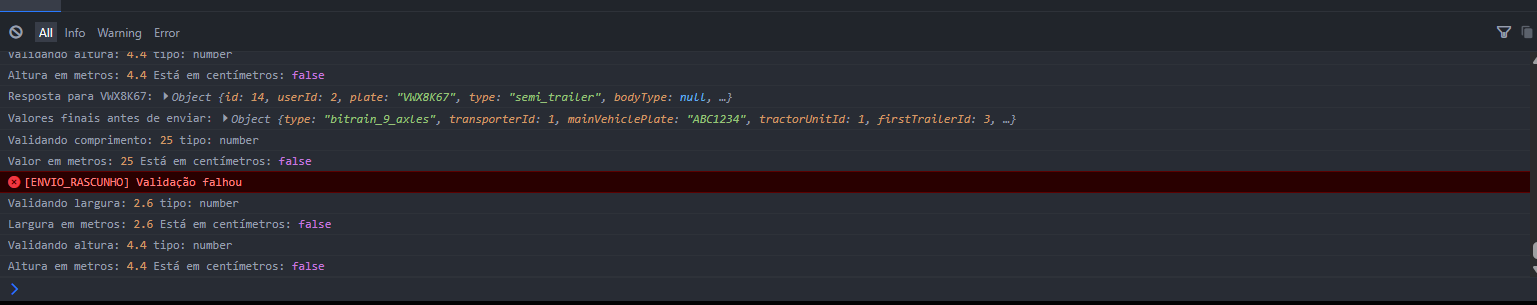 All Info Warning Error
Validando altura: 4.4 tipo: number
Altura em metros: 4.4 Está em centímetros: false
Resposta para VWX8K67: Object {id: 14, userId: 2, plate: "VWX8K67", type: "semi_trailer", bodyType: null, …}
Valores finais antes de enviar: Object {type: "bitrain_9_axles", transporterId: 1, mainVehiclePlate: "ABC1234", tractorUnitId: 1, firstTrailerId: 3, …}
Validando comprimento: 25 tipo: number
Valor em metros: 25 Está em centímetros: false
[ENVIO_RASCUNHO] Validação falhou
Validando largura: 2.6 tipo: number
Largura em metros: 2.6 Está em centímetros: false
Validando altura: 4.4 tipo: number
Altura em metros: 4.4 Está em centímetros: false